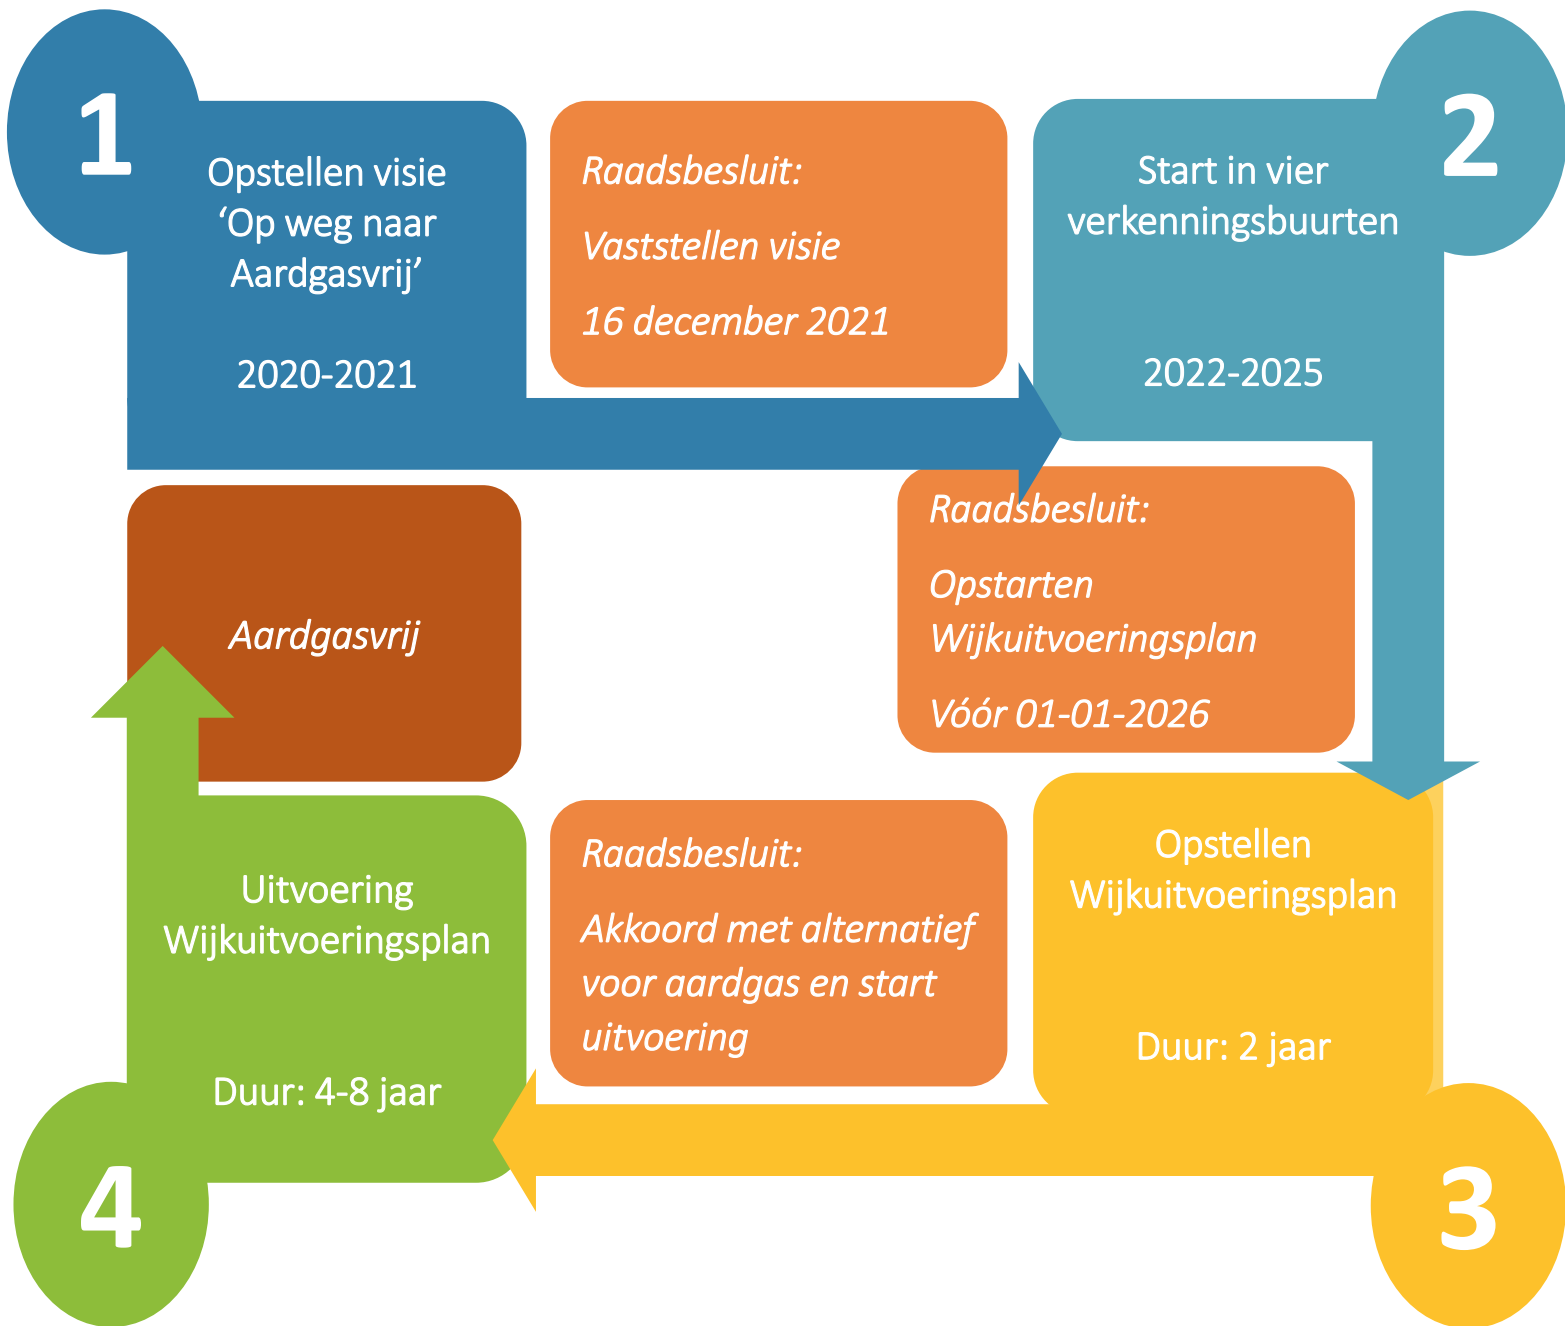 1
Opstellen visie
‘Op weg naar
Aardgasvrij’
2020-2021
Raadsbesluit:
Vaststellen visie
16 december 2021
2
Start in vier
verkenningsbuurten
2022-2025
Raadsbesluit:
Opstarten
Wijkuitvoeringsplan
Vóór 01-01-2026
3
Opstellen
Wijkuitvoeringsplan
Duur: 2 jaar
Raadsbesluit:
Akkoord met alternatief
voor aardgas en start
uitvoering
4
Uitvoering
Wijkuitvoeringsplan
Duur: 4-8 jaar
Aardgasvrij